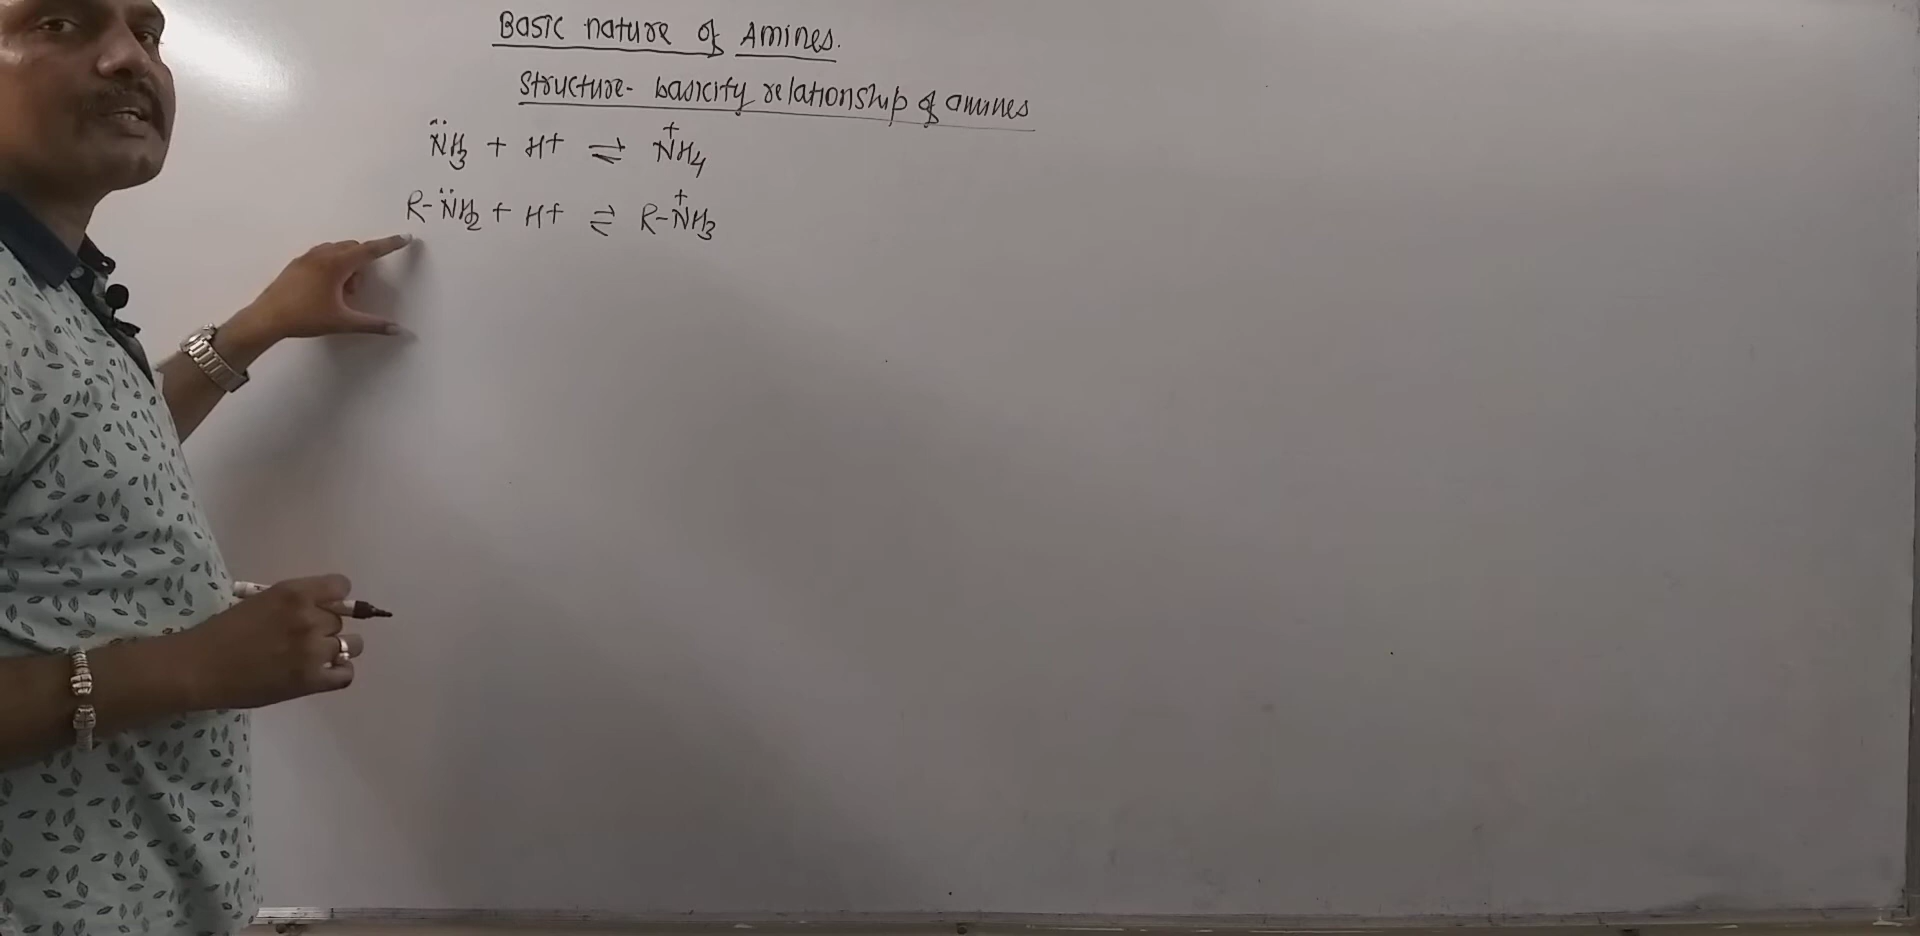 Basic nature of Amines.
Structure- basicity relationship of amines
N̈H₃ + H+ ⇌ N⁺H₄
R-N̈H₂ + H+ ⇌ R-N⁺H₃